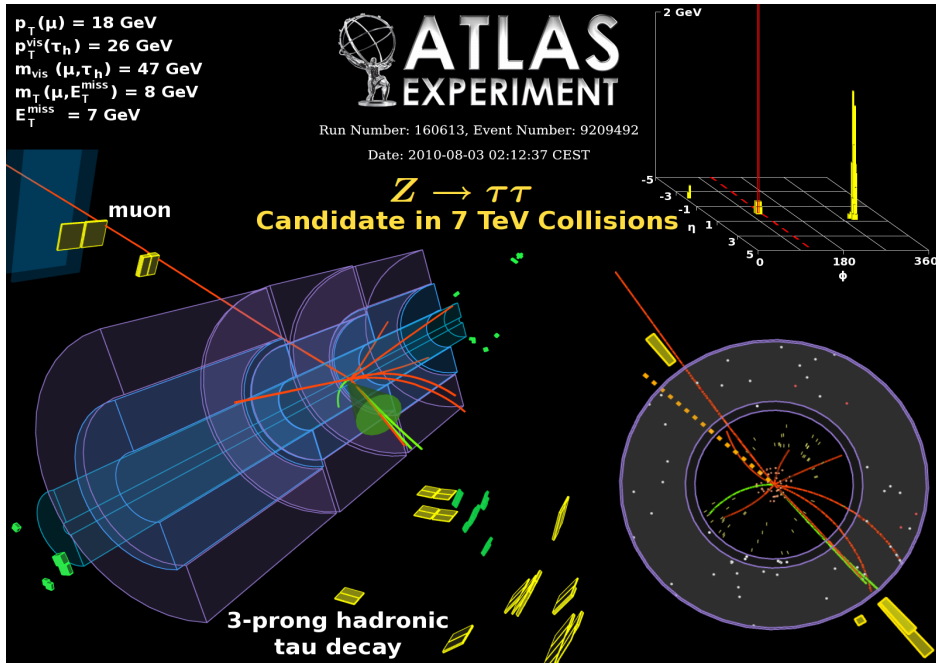 p_T(μ) = 18 GeV
p_T^vis(τ_h) = 26 GeV
m_vis (μ,τ_h) = 47 GeV
m_T(μ,E_T^miss) = 8 GeV
E_T^miss = 7 GeV
ATLAS
EXPERIMENT
Run Number: 160613, Event Number: 9209492
Date: 2010-08-03 02:12:37 CEST
Z → ττ
Candidate in 7 TeV Collisions
2 GeV
-5
-3
-1
η 1
3
5
0 180 360
ϕ
muon
3-prong hadronic
tau decay